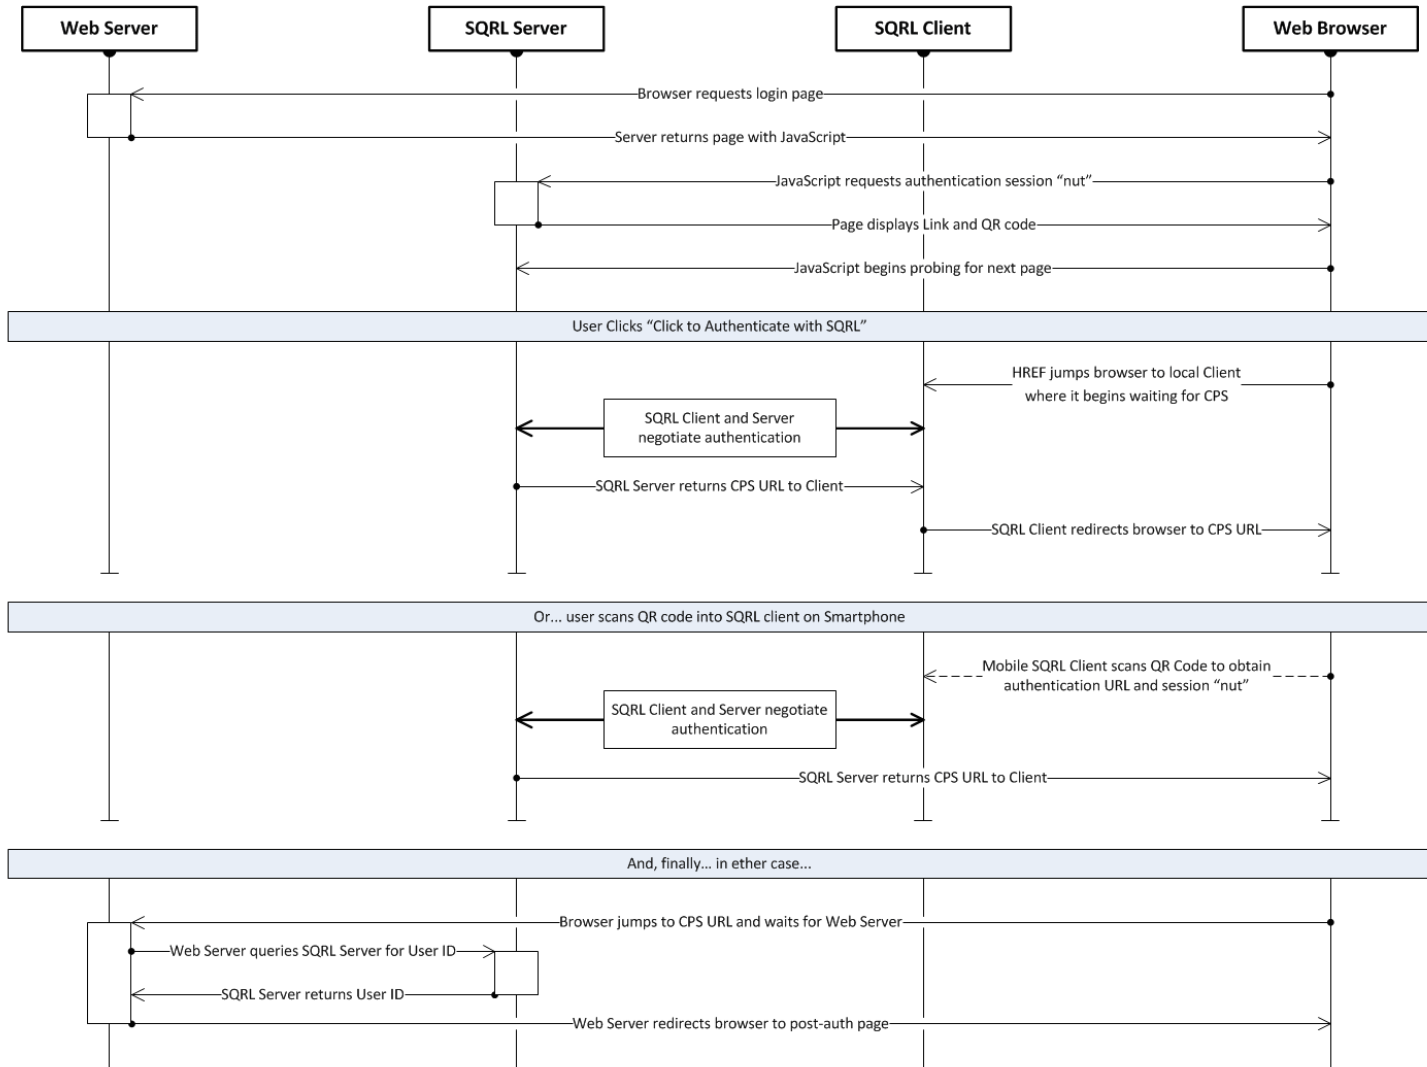 Web Server
SQRL Server
SQRL Client
Web Browser
Browser requests login page
Server returns page with JavaScript
JavaScript requests authentication session “nut”
Page displays Link and QR code
JavaScript begins probing for next page
User Clicks “Click to Authenticate with SQRL”
HREF jumps browser to local Client
where it begins waiting for CPS
SQRL Client and Server
negotiate authentication
SQRL Server returns CPS URL to Client
SQRL Client redirects browser to CPS URL
Or... user scans QR code into SQRL client on Smartphone
Mobile SQRL Client scans QR Code to obtain
authentication URL and session “nut”
SQRL Client and Server negotiate
authentication
SQRL Server returns CPS URL to Client
And, finally... in ether case...
Browser jumps to CPS URL and waits for Web Server
Web Server queries SQRL Server for User ID
SQRL Server returns User ID
Web Server redirects browser to post-auth page